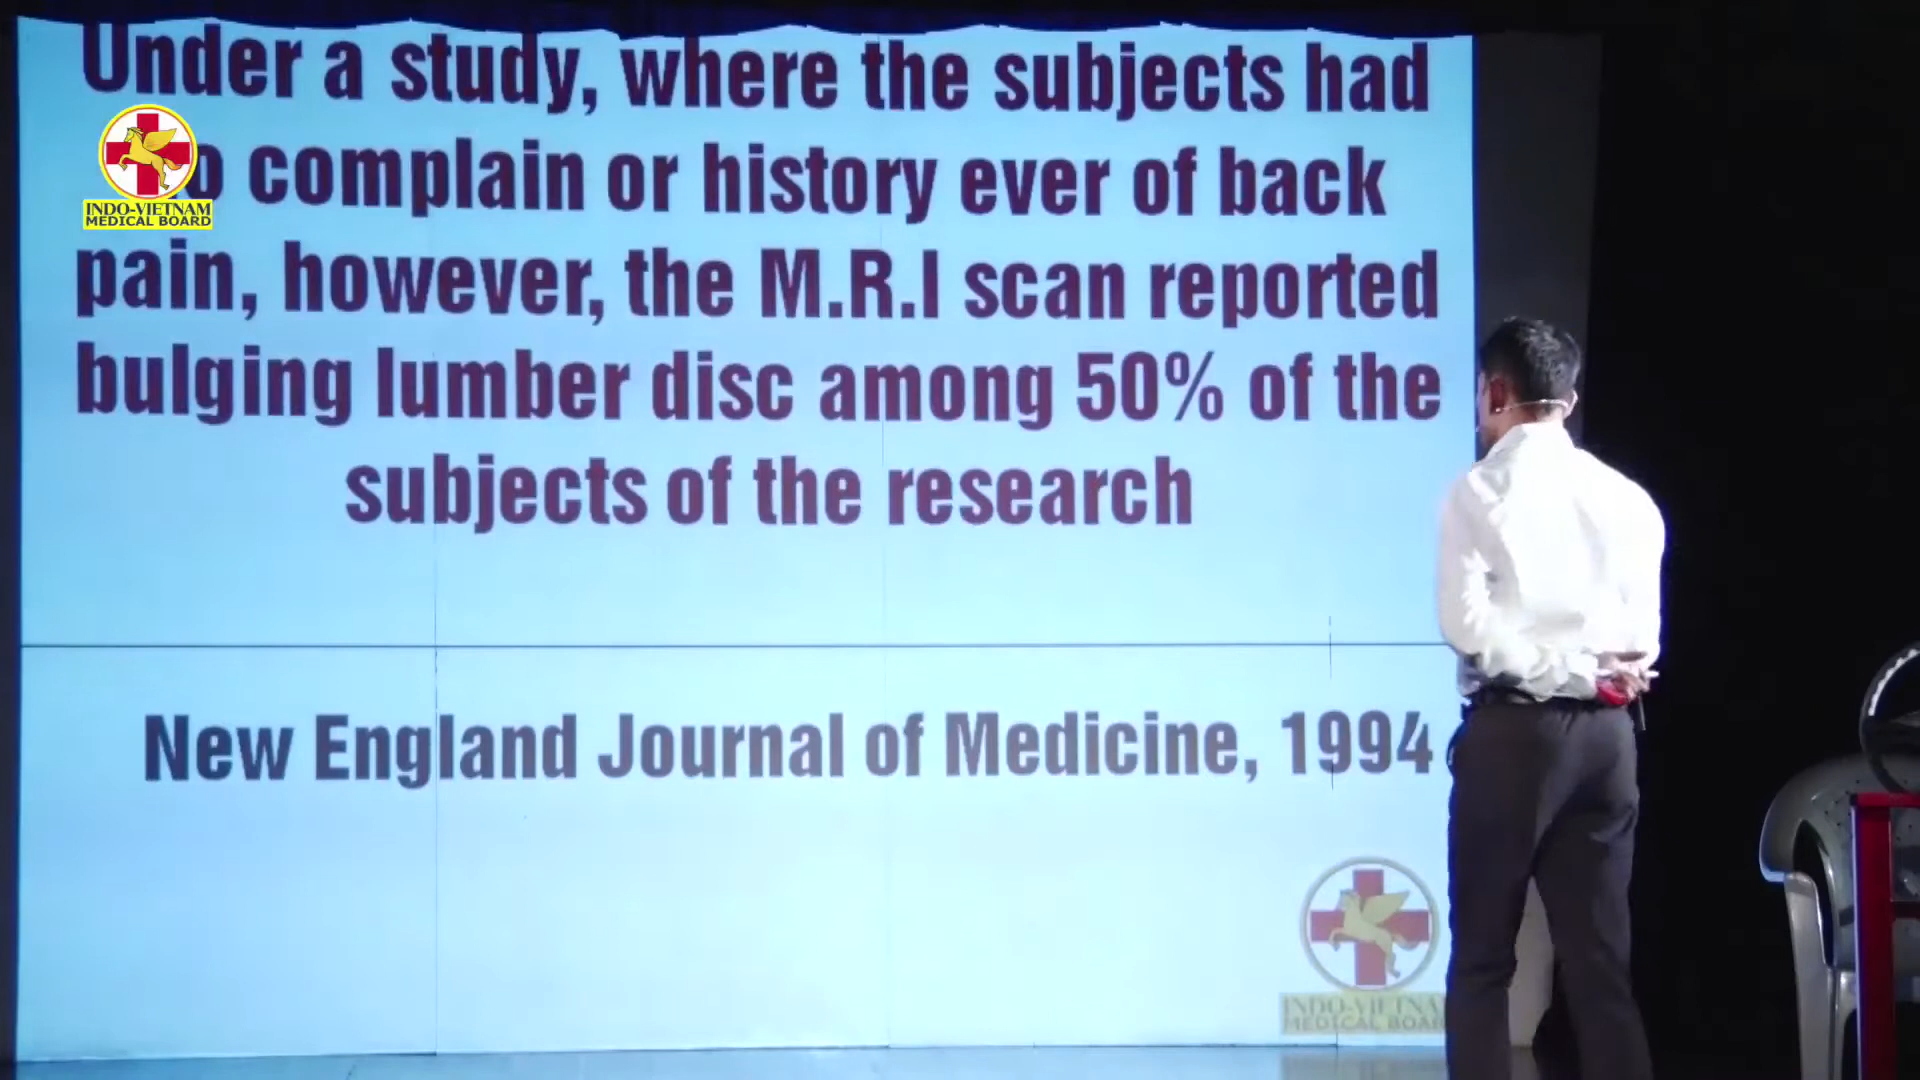 Under a study, where the subjects had
complain or history ever of back
pain, however, the M.R.I scan reported
bulging lumber disc among 50% of the
subjects of the research
New England Journal of Medicine, 1994
INDO-VIETNAM
MEDICAL BOARD
INDO-VIETNA
MEDICAL BOAR